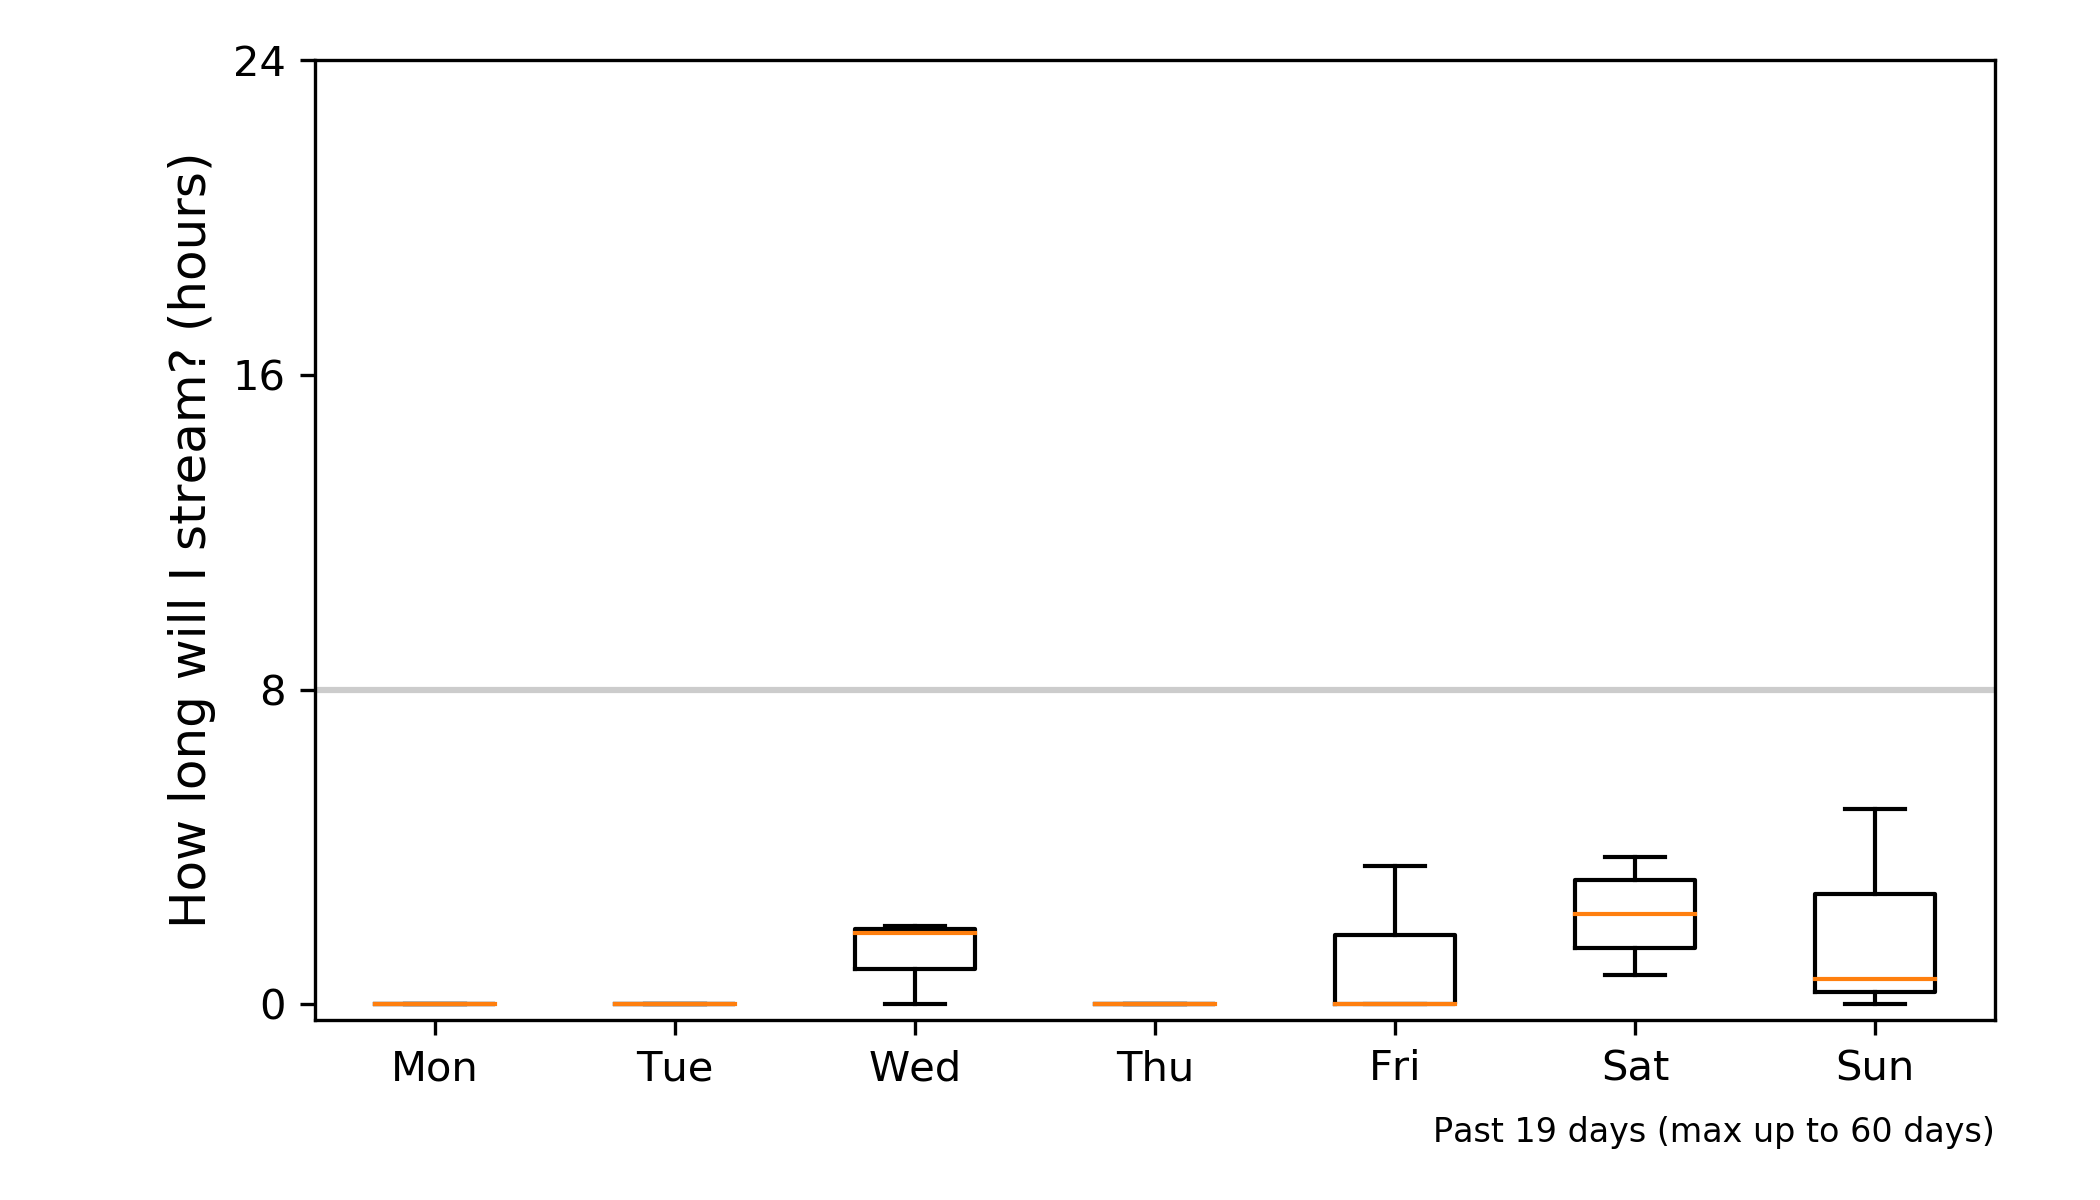 How long will I stream? (hours)
24
16
8
0
Mon Tue Wed Thu Fri Sat Sun
Past 19 days (max up to 60 days)